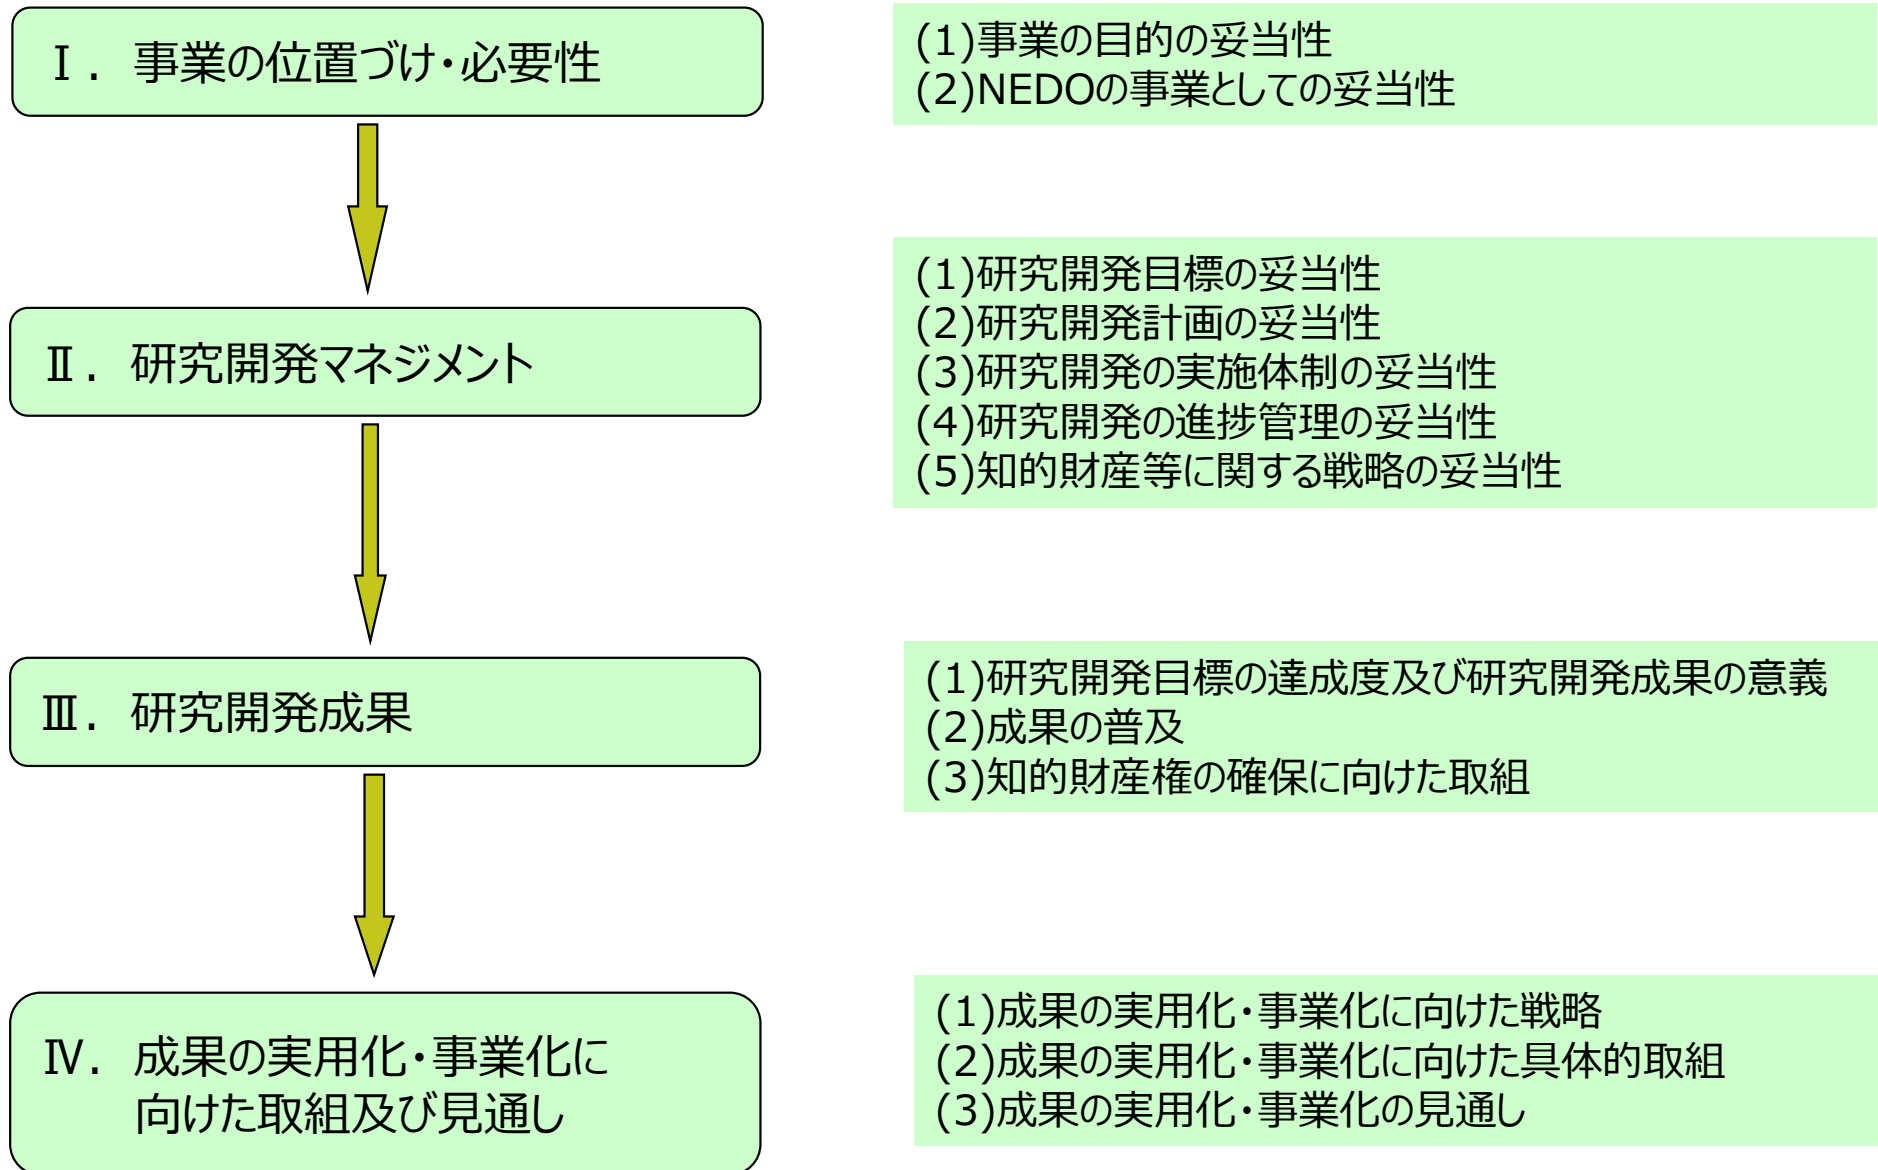 Ⅰ. 事業の位置づけ・必要性
(1)事業の目的の妥当性
(2)NEDOの事業としての妥当性
Ⅱ. 研究開発マネジメント
(1)研究開発目標の妥当性
(2)研究開発計画の妥当性
(3)研究開発の実施体制の妥当性
(4)研究開発の進捗管理の妥当性
(5)知的財産等に関する戦略の妥当性
Ⅲ. 研究開発成果
(1)研究開発目標の達成度及び研究開発成果の意義
(2)成果の普及
(3)知的財産権の確保に向けた取組
Ⅳ. 成果の実用化・事業化に
向けた取組及び見通し
(1)成果の実用化・事業化に向けた戦略
(2)成果の実用化・事業化に向けた具体的取組
(3)成果の実用化・事業化の見通し